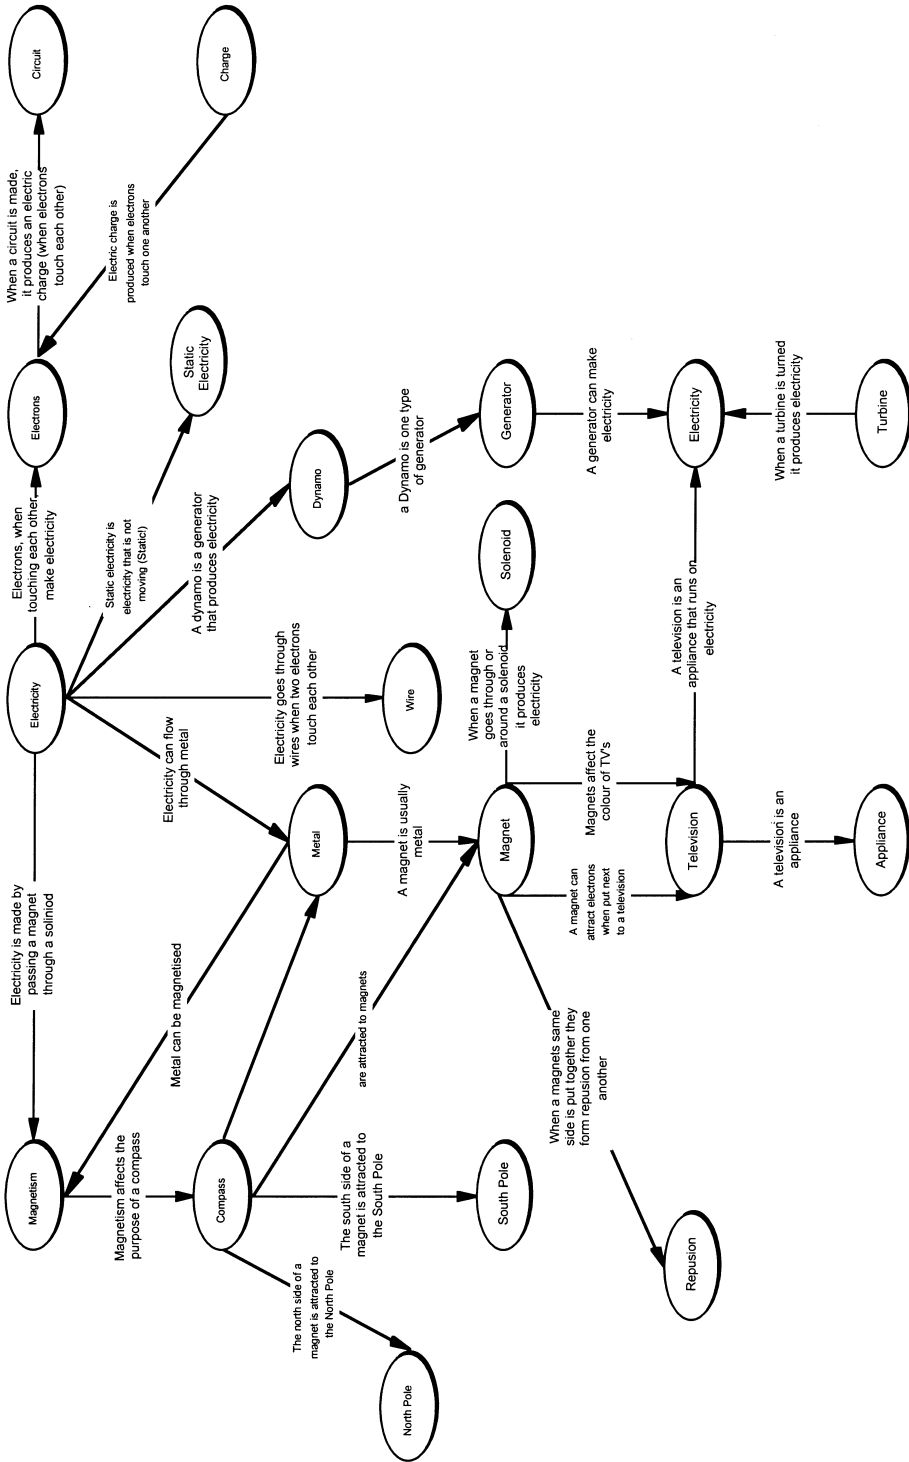 Magnetism
Electricity is made by
passing a magnet
through a soliniod
Electricity
Electrons, when
touching each other,
make electricity
Electrons
When a circuit is made,
it produces an electric
charge (when electrons
touch each other)
Circuit
Magnetism affects the
purpose of a compass
Metal can be magnetised
Electricity can flow
through metal
Static electricity is
electricity that is not
moving (Static!)
A dynamo is a generator
that produces electricity
Static
Electricity
Electric charge is
produced when electrons
touch one another
Charge
Compass
Electricity goes through
wires when two electrons
touch each other
Metal
Dynamo
The north side of a
magnet is attracted to
the North Pole
The south side of a
magnet is attracted to
the South Pole
are attracted to magnets
A magnet is usually
metal
Wire
a Dynamo is one type
of generator
North Pole
South Pole
Magnet
When a magnet
goes through or
around a solenoid
it produces
electricity
Solenoid
Generator
When a magnets same
side is put together they
form repusion from one
another
A magnet can
attract electrons
when put next
to a television
Magnets affect the
colour of TV's
A generator can make
electricity
Repusion
Television
A television is an
appliance that runs on
electricity
Electricity
A television is an
appliance
When a turbine is turned
it produces electricity
Appliance
Turbine